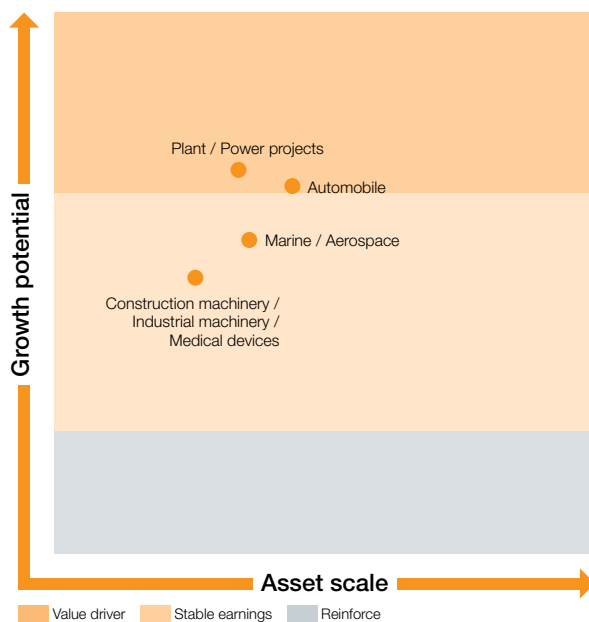 Plant / Power projects
Automobile
Marine / Aerospace
Construction machinery /
Industrial machinery /
Medical devices
Growth potential
Asset scale
Value driver
Stable earnings
Reinforce